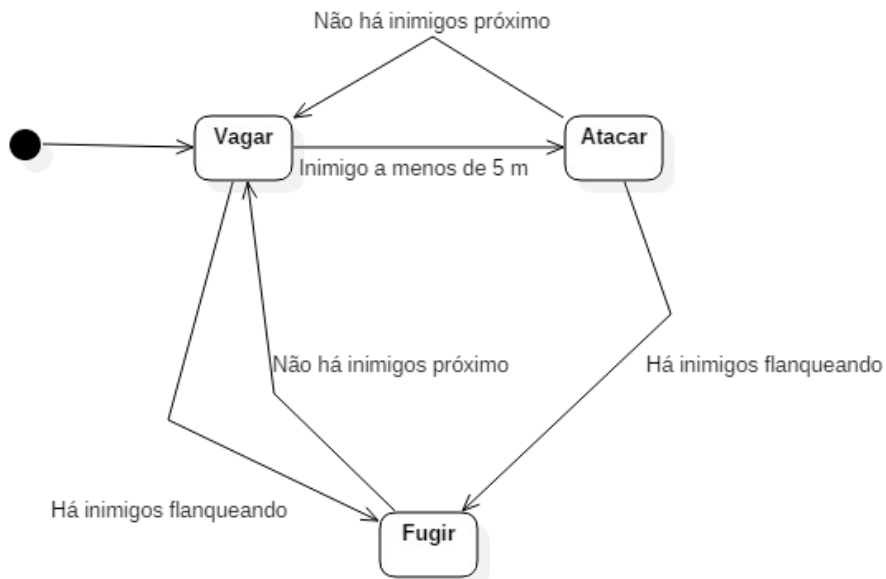 Não há inimigos próximo
Vagar
Atacar
Inimigo a menos de 5 m
Não há inimigos próximo
Há inimigos flanqueando
Há inimigos flanqueando
Fugir